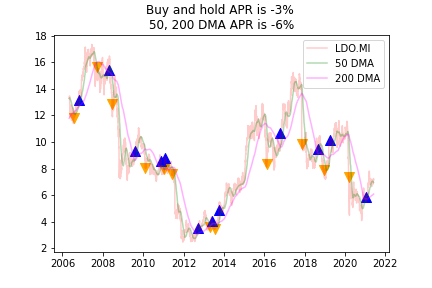 Buy and hold APR is -3%
50, 200 DMA APR is -6%
LDO.MI
50 DMA
200 DMA
18
16
14
12
10
8
6
4
2
2006 2008 2010 2012 2014 2016 2018 2020 2022